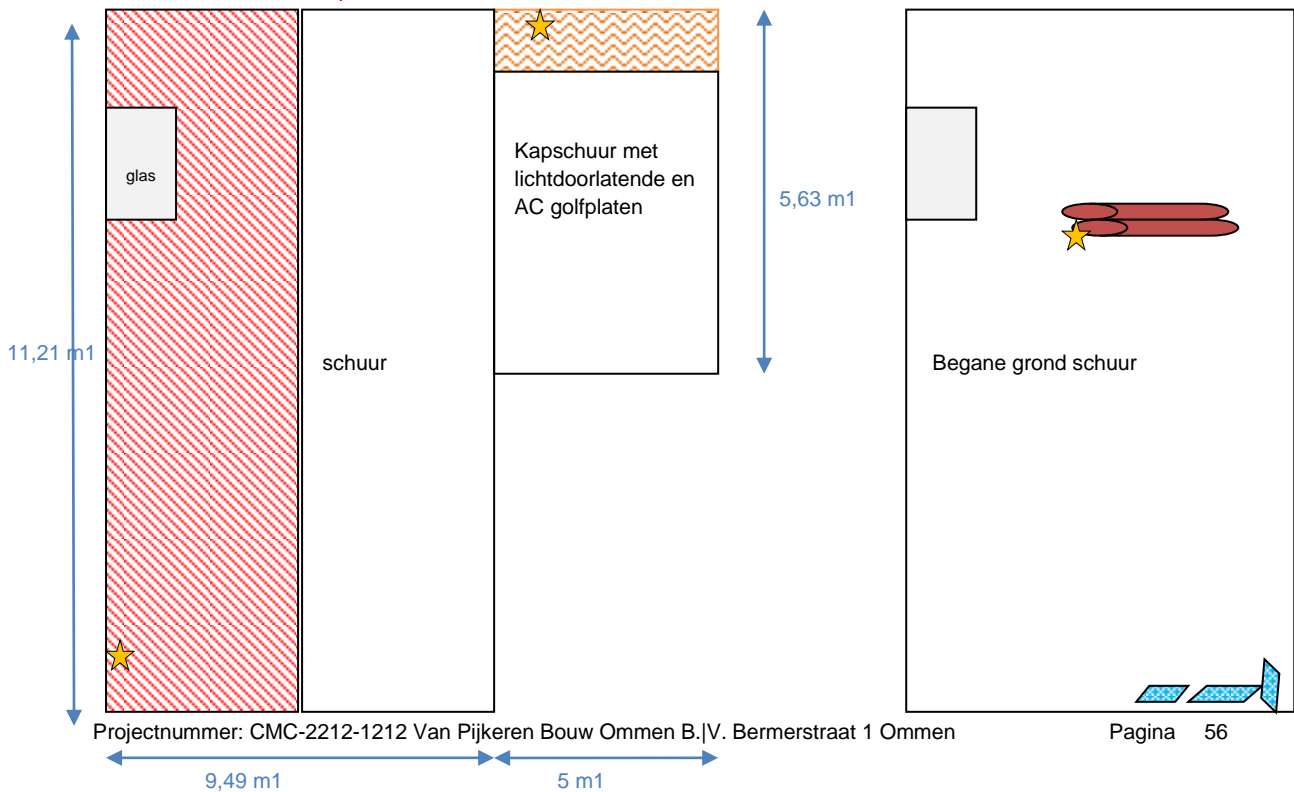 glas
Kapschuur met
lichtdoorlatende en
AC golfplaten
5,63 m1
11,21 m1
schuur
Begane grond schuur
Projectnummer: CMC-2212-1212 Van Pijkeren Bouw Ommen B.|V. Bermerstraat 1 Ommen Pagina 56
9,49 m1
5 m1